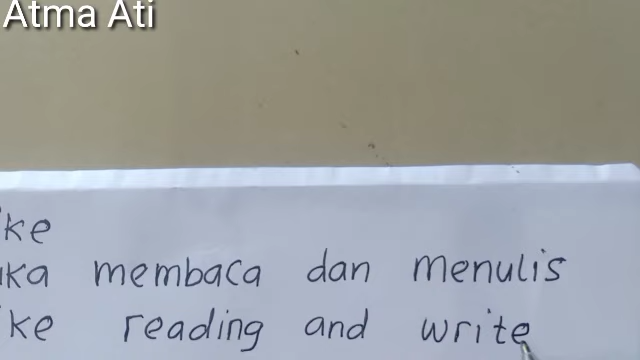 Atma Ati
ke
ka membaca dan menulis
ke reading and write